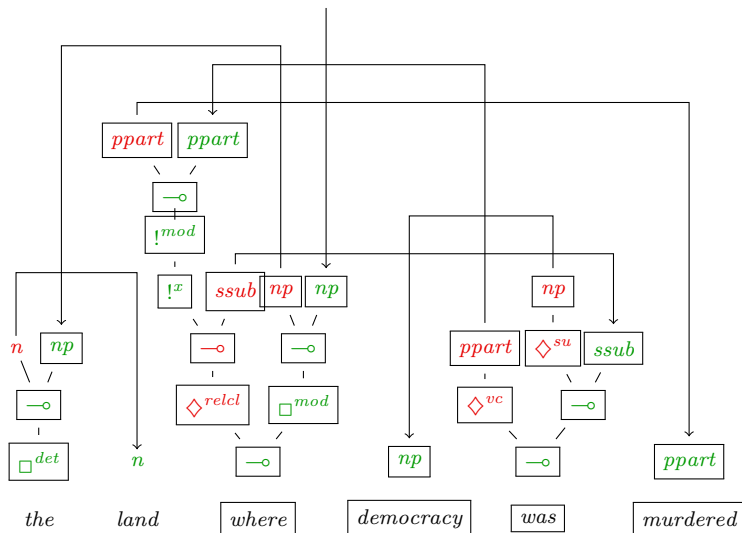 ppart ppart
⊸
!^mod
!^x ssub np np np
n np ⊸ ⊸ ppart ◇^su ssub
⊸ ◇^relcl □^mod ◇^vc ⊸
□^det n ⊸ np ⊸ ppart
the land where democracy was murdered